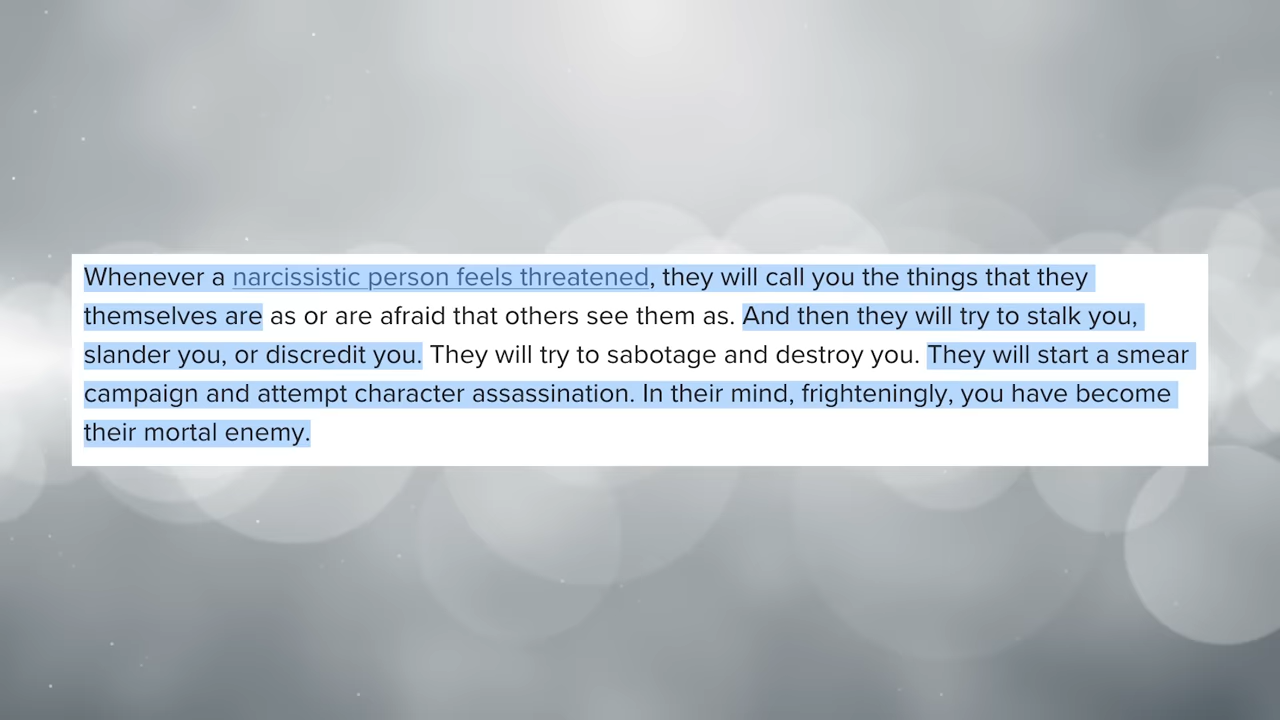 Whenever a narcissistic person feels threatened, they will call you the things that they
themselves are as or are afraid that others see them as. And then they will try to stalk you,
slander you, or discredit you. They will try to sabotage and destroy you. They will start a smear
campaign and attempt character assassination. In their mind, frighteningly, you have become
their mortal enemy.